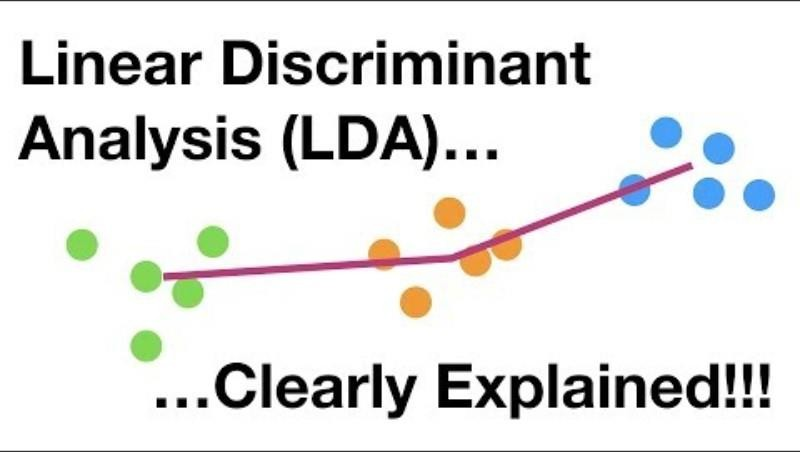 Linear Discriminant
Analysis (LDA)...
...Clearly Explained!!!